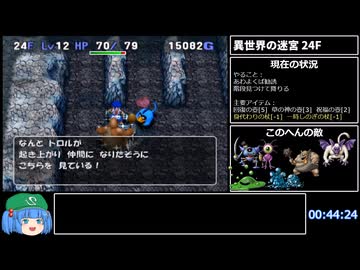 24F Lv12 HP 70/ 79 15082G
なんと トロルが
起き上がり 仲間に なりたそうに
こちらを 見ている！
異世界の迷宮 24F
現在の状況
やること：
あわよくば勧誘
階段見つけて降りる
主要アイテム：
回復の壺[5] 草の神の壺[3] 祝福の壺[2]
身代わりの杖[-1] 一時しのぎの杖[-1]
このへんの敵
00:44:24